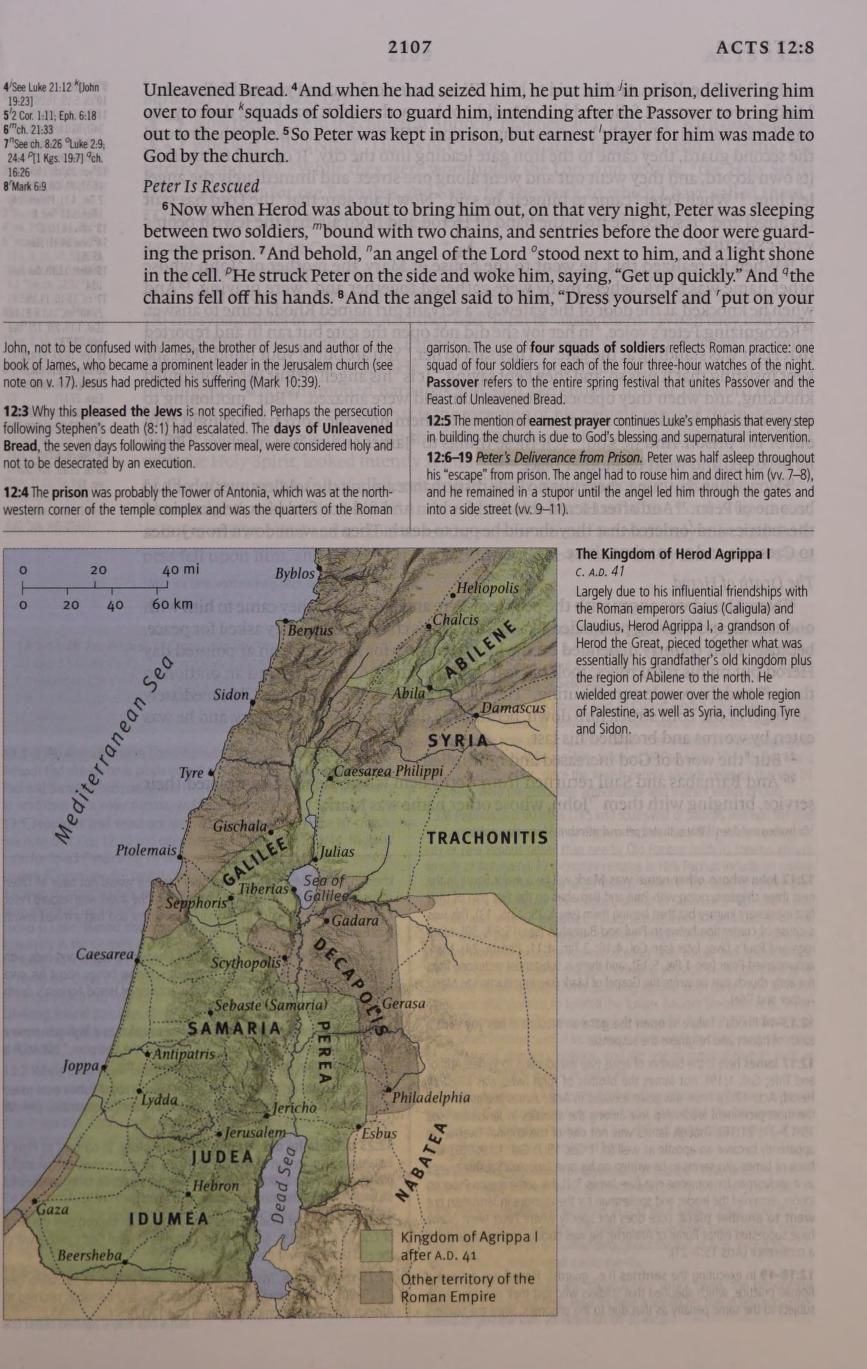 2107
ACTS 12:8
4 j See Luke 21:12 k [John
19:23]
5 l 2 Cor. 1:11; Eph. 6:18
6 m ch. 21:33
7 n See ch. 8:26 o Luke 2:9;
24:4 p [1 Kgs. 19:7] q ch.
16:26
8 r Mark 6:9
Unleavened Bread. 4 And when he had seized him, he put him j in prison, delivering him
over to four k squads of soldiers to guard him, intending after the Passover to bring him
out to the people. 5 So Peter was kept in prison, but earnest l prayer for him was made to
God by the church.
Peter Is Rescued
6 Now when Herod was about to bring him out, on that very night, Peter was sleeping
between two soldiers, m bound with two chains, and sentries before the door were guard-
ing the prison. 7 And behold, n an angel of the Lord o stood next to him, and a light shone
in the cell. p He struck Peter on the side and woke him, saying, “Get up quickly.” And q the
chains fell off his hands. 8 And the angel said to him, “Dress yourself and r put on your
John, not to be confused with James, the brother of Jesus and author of the
book of James, who became a prominent leader in the Jerusalem church (see
note on v. 17). Jesus had predicted his suffering (Mark 10:39).
12:3 Why this pleased the Jews is not specified. Perhaps the persecution
following Stephen’s death (8:1) had escalated. The days of Unleavened
Bread, the seven days following the Passover meal, were considered holy and
not to be desecrated by an execution.
12:4 The prison was probably the Tower of Antonia, which was at the north-
western corner of the temple complex and was the quarters of the Roman
garrison. The use of four squads of soldiers reflects Roman practice: one
squad of four soldiers for each of the four three-hour watches of the night.
Passover refers to the entire spring festival that unites Passover and the
Feast of Unleavened Bread.
12:5 The mention of earnest prayer continues Luke’s emphasis that every step
in building the church is due to God’s blessing and supernatural intervention.
12:6–19 Peter’s Deliverance from Prison. Peter was half asleep throughout
his “escape” from prison. The angel had to rouse him and direct him (vv. 7–8),
and he remained in a stupor until the angel led him through the gates and
into a side street (vv. 9–11).
0 20 40 mi
0 20 40 60 km
Byblos
Heliopolis
Chalcis
Berytus
ABILENE
Mediterranean Sea
Sidon
Abila
Damascus
SYRIA
Tyre
Caesarea Philippi
Gischala
TRACHONITIS
Ptolemais
GALILEE
Julias
Sea of
Galilee
Tiberias
Sepphoris
Gadara
DECAPOLIS
Caesarea
Scythopolis
Sebaste (Samaria)
Gerasa
SAMARIA
PEREA
Antipatris
Joppa
Lydda
Philadelphia
Jericho
Jerusalem
Esbus
JUDEA
Dead Sea
NABATEA
Hebron
Gaza
IDUMEA
Beersheba
Kingdom of Agrippa I
after A.D. 41
Other territory of the
Roman Empire
The Kingdom of Herod Agrippa I
C. A.D. 41
Largely due to his influential friendships with
the Roman emperors Gaius (Caligula) and
Claudius, Herod Agrippa I, a grandson of
Herod the Great, pieced together what was
essentially his grandfather’s old kingdom plus
the region of Abilene to the north. He
wielded great power over the whole region
of Palestine, as well as Syria, including Tyre
and Sidon.